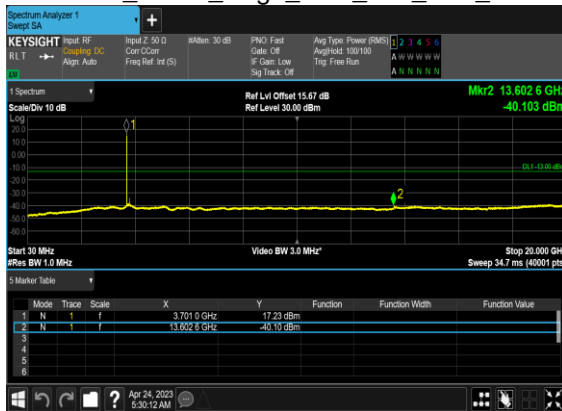 Spectrum Analyzer 1
Swept SA
KEYSIGHT Input: RF Input Z: 50 Ω #Atten: 30 dB PNO: Fast Avg Type: Power (RMS) 1 2 3 4 5 6
RLT Coupling: DC Corr CCorr Gate: Off Avg|Hold: 100/100 A W W W W W
Align: Auto Freq Ref: Int (S) IF Gain: Low Trig: Free Run
Sig Track: Off A N N N N N
1 Spectrum Ref Lvl Offset 15.67 dB Mkr2 13.602 6 GHz
Scale/Div 10 dB Ref Level 30.00 dBm -40.103 dBm
Log
20.0
10.0
0.00
-10.0
DL1 -13.00 dBm
-20.0
-30.0
-40.0
-50.0
-60.0
1
2
Start 30 MHz Video BW 3.0 MHz* Stop 20.000 GHz
#Res BW 1.0 MHz Sweep 34.7 ms (40001 pts)
5 Marker Table
Mode Trace Scale X Y Function Function Width Function Value
1 N 1 f 3.701 0 GHz 17.23 dBm
2 N 1 f 13.602 6 GHz -40.10 dBm
3
4
5
6
? Apr 24, 2023
5:30:12 AM